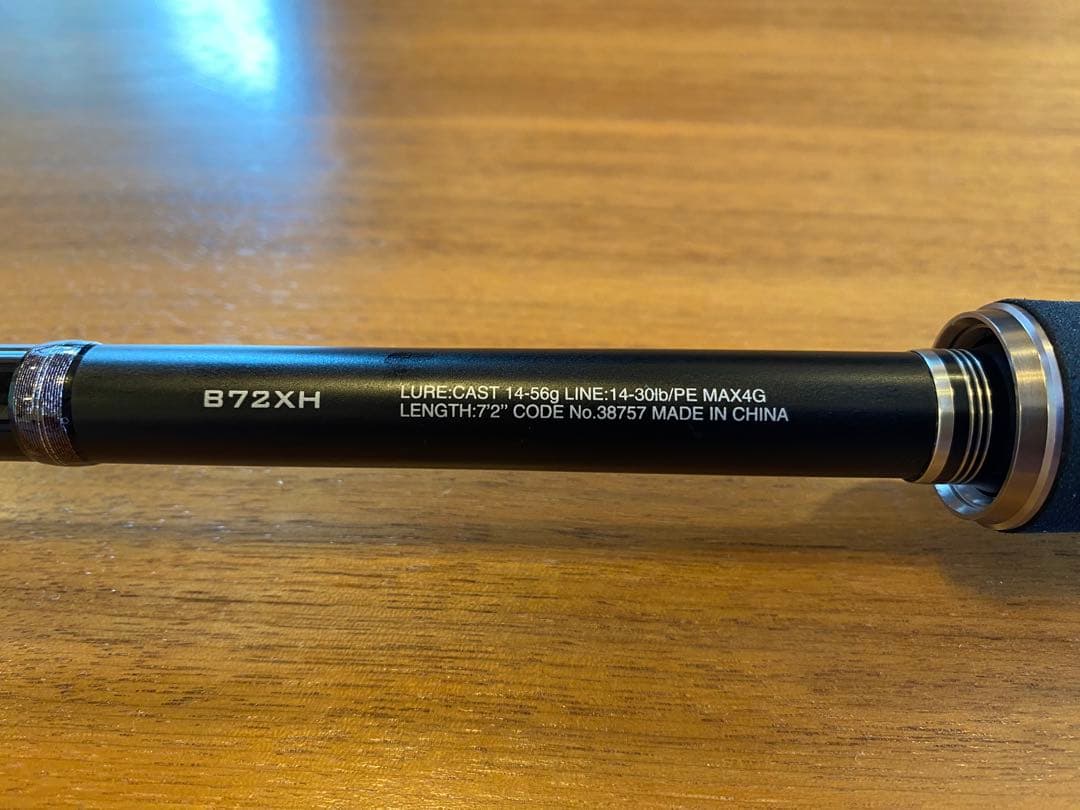 B72XH
LURE:CAST 14-56g LINE:14-30lb/PE MAX4G
LENGTH:7'2" CODE No.38757 MADE IN CHINA